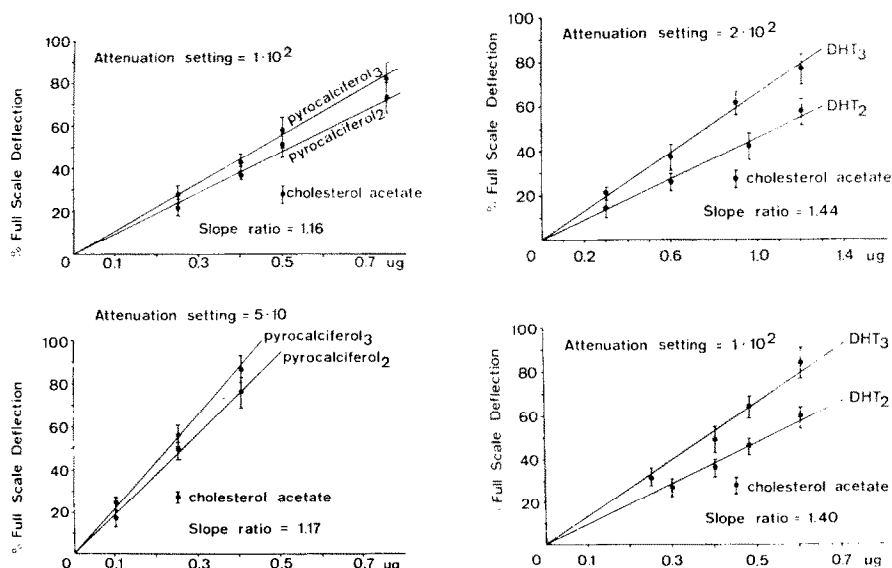 Attenuation setting = 1·10²
% Full Scale Deflection
100
80
60
40
20
0
0.1
0.3
0.5
0.7 ug
pyrocalciferol₃
pyrocalciferol₂
cholesterol acetate
Slope ratio = 1.16
Attenuation setting = 2·10²
% Full Scale Deflection
100
80
60
40
20
0
0.2
0.6
1.0
1.4 ug
DHT₃
DHT₂
cholesterol acetate
Slope ratio = 1.44
Attenuation setting = 5·10
% Full Scale Deflection
100
80
60
40
20
0
0.1
0.3
0.5
0.7 ug
pyrocalciferol₃
pyrocalciferol₂
cholesterol acetate
Slope ratio = 1.17
Attenuation setting = 1·10²
Full Scale Deflection
100
80
60
40
20
0
0.1
0.3
0.5
0.7 ug
DHT₃
DHT₂
cholesterol acetate
Slope ratio = 1.40